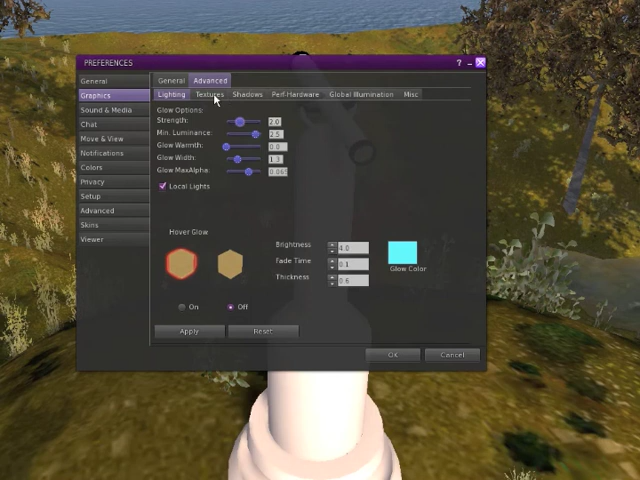 PREFERENCES ? –
General Advanced
General
Graphics
Sound & Media
Chat
Move & View
Notifications
Colors
Privacy
Setup
Advanced
Skins
Viewer
Lighting Textures Shadows Perf-Hardware Global Illumination Misc
Glow Options:
Strength: 2.0
Min. Luminance: 2.5
Glow Warmth: 0.0
Glow Width: 1.3
Glow MaxAlpha:
Local Lights
Hover Glow
Brightness 4.0
Fade Time 0.1
Thickness 0.6
Glow Color
On Off
Apply Reset
OK Cancel